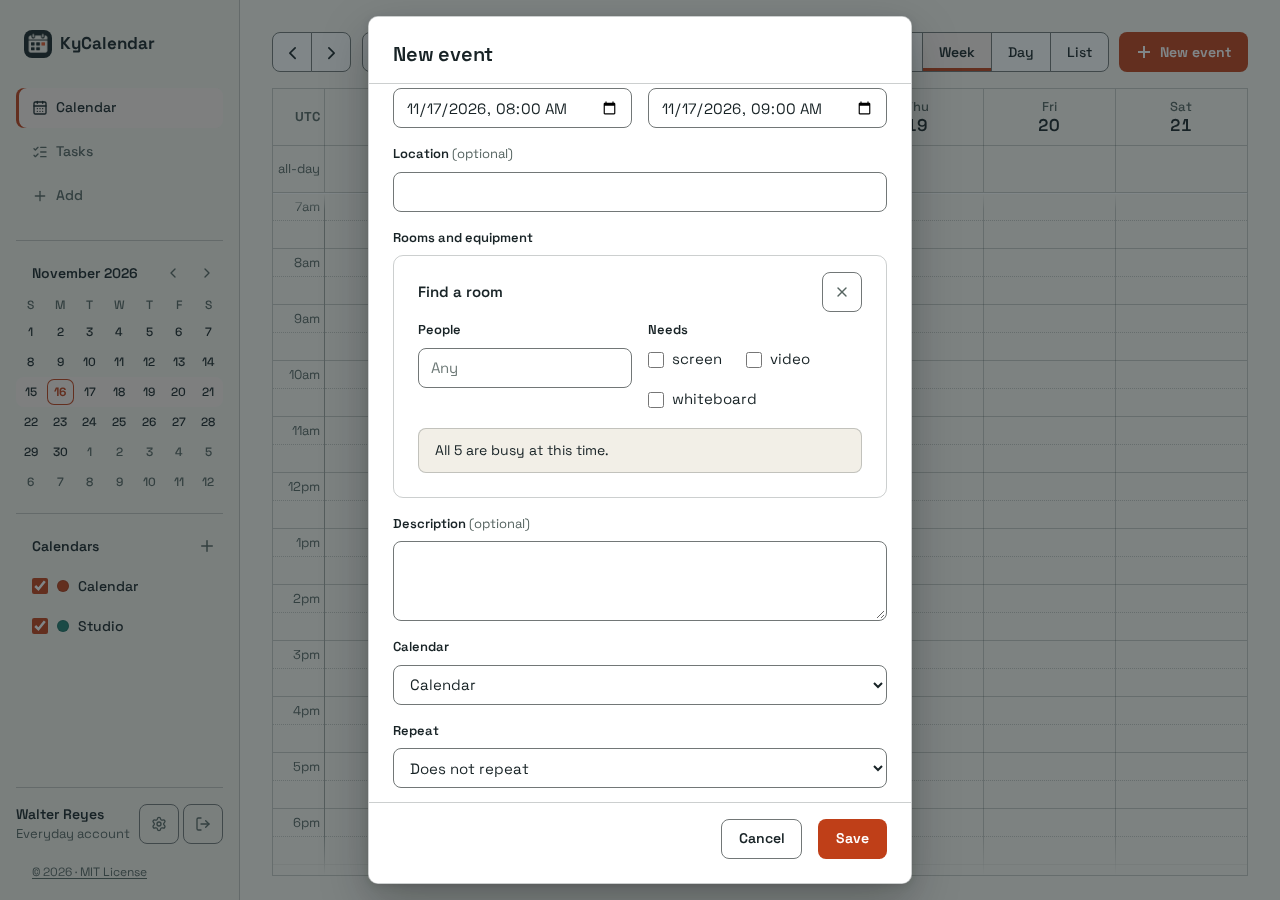 KyCalendar
Calendar
Tasks
Add
November 2026
S M T W T F S
1 2 3 4 5 6 7
8 9 10 11 12 13 14
15 16 17 18 19 20 21
22 23 24 25 26 27 28
29 30 1 2 3 4 5
6 7 8 9 10 11 12
Calendars
Calendar
Studio
Walter Reyes
Everyday account
© 2026 · MIT License
Week Day List New event
UTC
Fri
20
Sat
21
all-day
7am
8am
9am
10am
11am
12pm
1pm
2pm
3pm
4pm
5pm
6pm
New event
11/17/2026, 08:00 AM 11/17/2026, 09:00 AM
Location (optional)
Rooms and equipment
Find a room
People Needs
Any
screen video
whiteboard
All 5 are busy at this time.
Description (optional)
Calendar
Calendar
Repeat
Does not repeat
Cancel Save